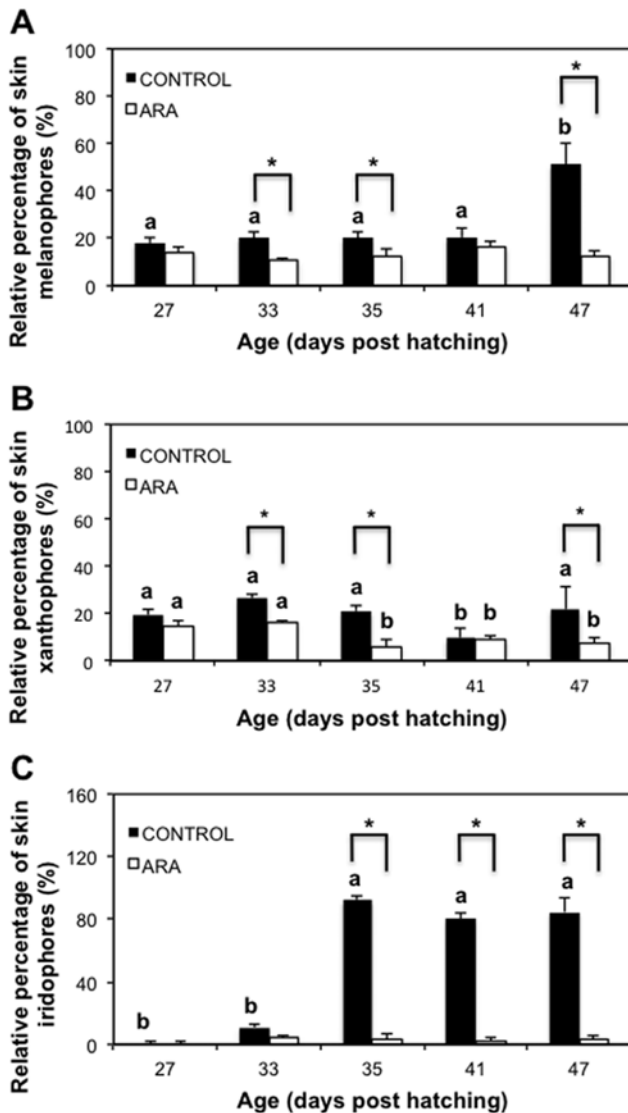 A
Relative percentage of skin
melanophores (%)
100
80
60
40
20
0
CONTROL
ARA
a
a
*
a
*
a
b
*
27 33 35 41 47
Age (days post hatching)
B
Relative percentage of skin
xanthophores (%)
100
80
60
40
20
0
CONTROL
ARA
a a
a a
*
a b
*
b b
a b
*
27 33 35 41 47
Age (days post hatching)
C
Relative percentage of skin
iridophores (%)
160
120
80
40
0
CONTROL
ARA
b
b
a
*
a
*
a
*
27 33 35 41 47
Age (days post hatching)